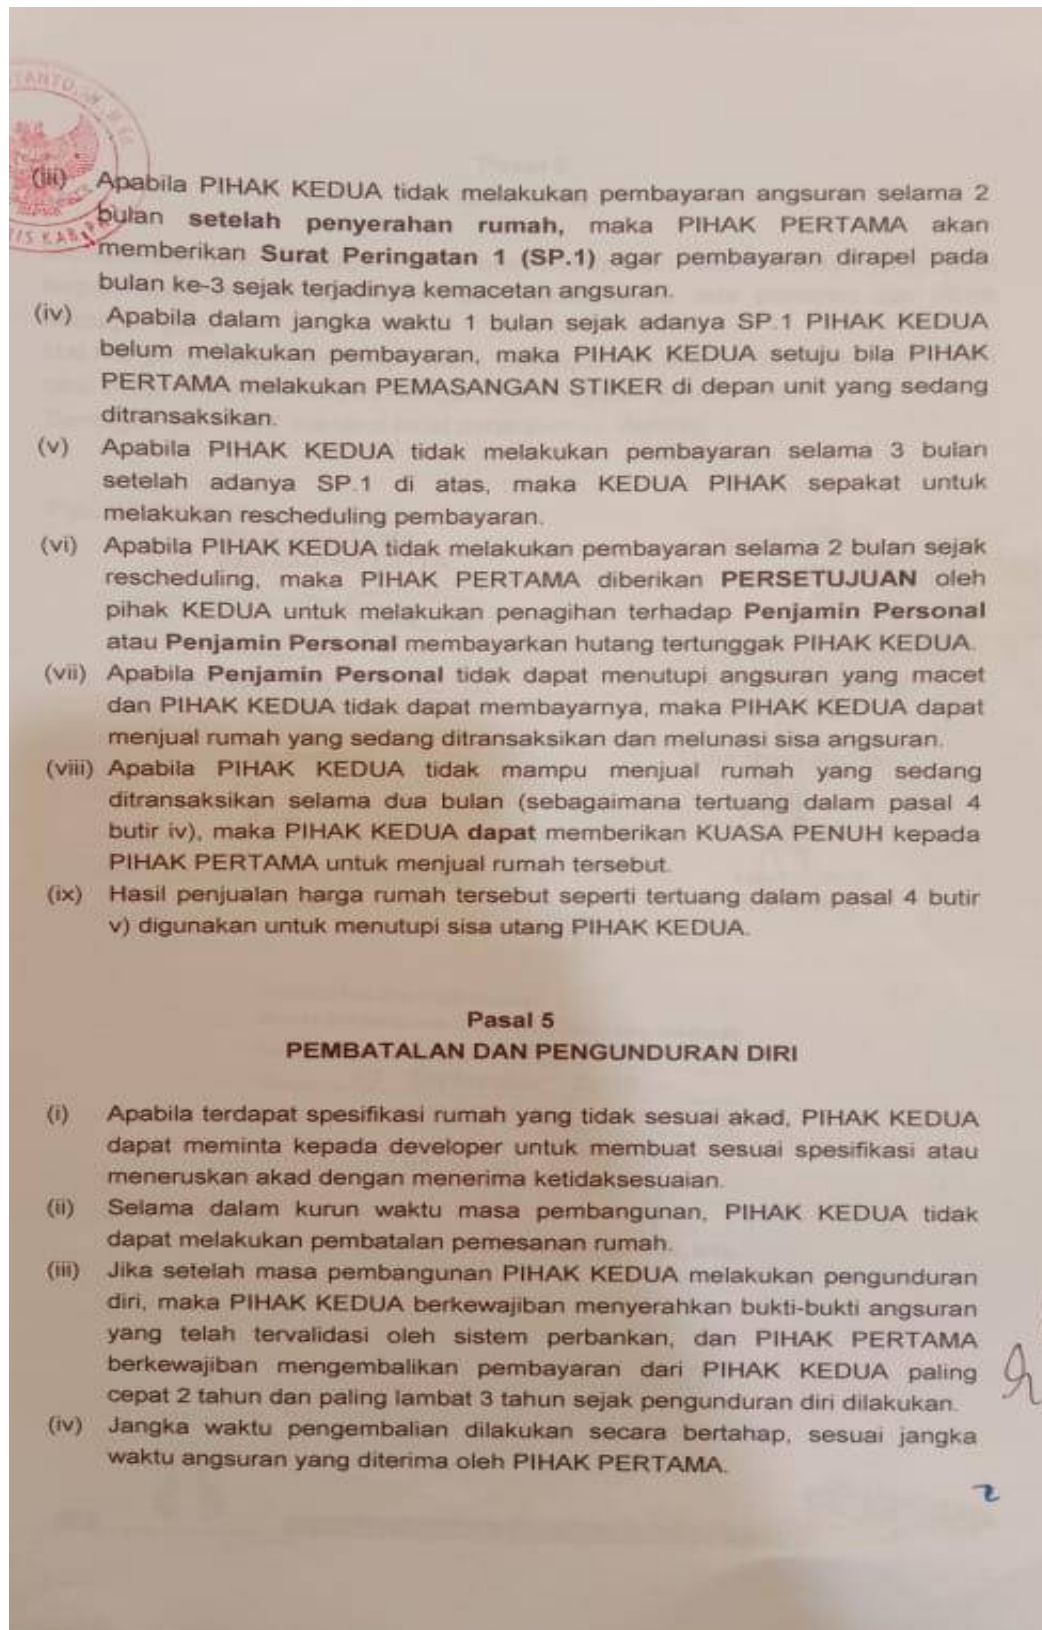 (iii) Apabila PIHAK KEDUA tidak melakukan pembayaran angsuran selama 2
bulan setelah penyerahan rumah, maka PIHAK PERTAMA akan
memberikan Surat Peringatan 1 (SP.1) agar pembayaran dirapel pada
bulan ke-3 sejak terjadinya kemacetan angsuran.
(iv) Apabila dalam jangka waktu 1 bulan sejak adanya SP.1 PIHAK KEDUA
belum melakukan pembayaran, maka PIHAK KEDUA setuju bila PIHAK
PERTAMA melakukan PEMASANGAN STIKER di depan unit yang sedang
ditransaksikan.
(v) Apabila PIHAK KEDUA tidak melakukan pembayaran selama 3 bulan
setelah adanya SP.1 di atas, maka KEDUA PIHAK sepakat untuk
melakukan rescheduling pembayaran.
(vi) Apabila PIHAK KEDUA tidak melakukan pembayaran selama 2 bulan sejak
rescheduling, maka PIHAK PERTAMA diberikan PERSETUJUAN oleh
pihak KEDUA untuk melakukan penagihan terhadap Penjamin Personal
atau Penjamin Personal membayarkan hutang tertunggak PIHAK KEDUA.
(vii) Apabila Penjamin Personal tidak dapat menutupi angsuran yang macet
dan PIHAK KEDUA tidak dapat membayarnya, maka PIHAK KEDUA dapat
menjual rumah yang sedang ditransaksikan dan melunasi sisa angsuran.
(viii) Apabila PIHAK KEDUA tidak mampu menjual rumah yang sedang
ditransaksikan selama dua bulan (sebagaimana tertuang dalam pasal 4
butir iv), maka PIHAK KEDUA dapat memberikan KUASA PENUH kepada
PIHAK PERTAMA untuk menjual rumah tersebut.
(ix) Hasil penjualan harga rumah tersebut seperti tertuang dalam pasal 4 butir
v) digunakan untuk menutupi sisa utang PIHAK KEDUA.
Pasal 5
PEMBATALAN DAN PENGUNDURAN DIRI
(i) Apabila terdapat spesifikasi rumah yang tidak sesuai akad, PIHAK KEDUA
dapat meminta kepada developer untuk membuat sesuai spesifikasi atau
meneruskan akad dengan menerima ketidaksesuaian.
(ii) Selama dalam kurun waktu masa pembangunan, PIHAK KEDUA tidak
dapat melakukan pembatalan pemesanan rumah.
(iii) Jika setelah masa pembangunan PIHAK KEDUA melakukan pengunduran
diri, maka PIHAK KEDUA berkewajiban menyerahkan bukti-bukti angsuran
yang telah tervalidasi oleh sistem perbankan, dan PIHAK PERTAMA
berkewajiban mengembalikan pembayaran dari PIHAK KEDUA paling
cepat 2 tahun dan paling lambat 3 tahun sejak pengunduran diri dilakukan.
(iv) Jangka waktu pengembalian dilakukan secara bertahap, sesuai jangka
waktu angsuran yang diterima oleh PIHAK PERTAMA.